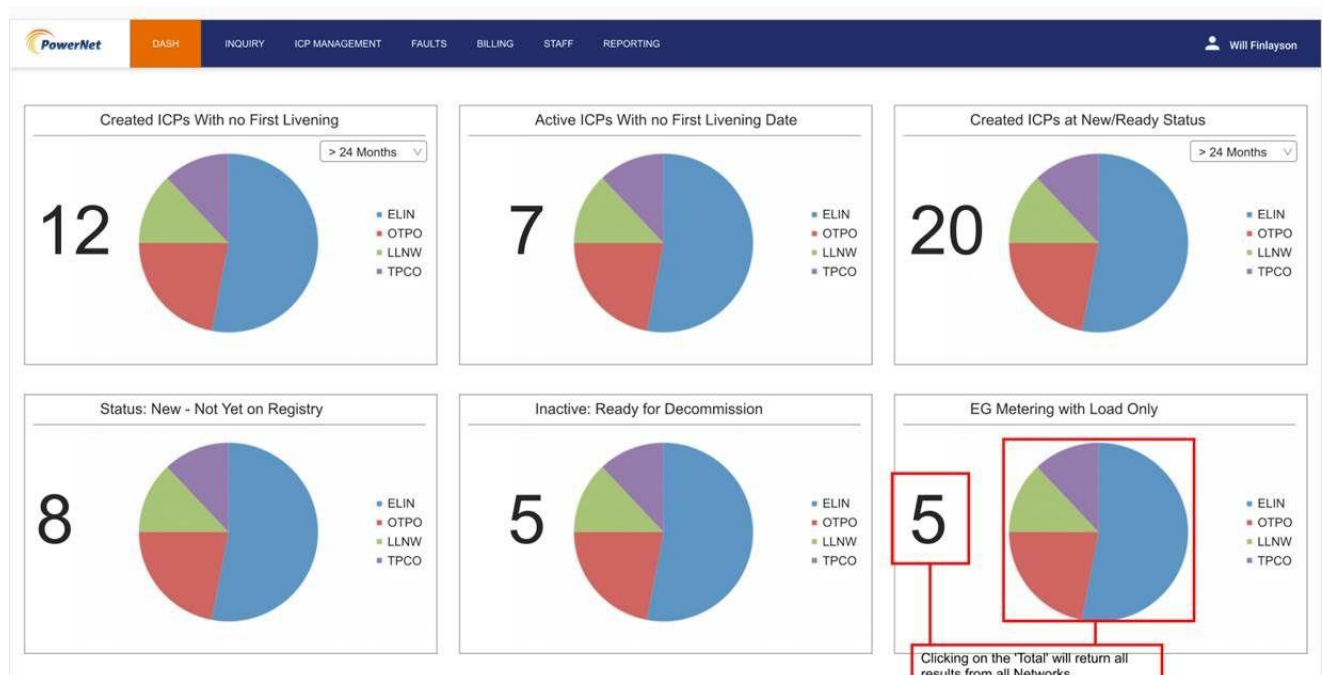 PowerNet DASH INQUIRY ICP MANAGEMENT FAULTS BILLING STAFF REPORTING Will Finlayson
Created ICPs With no First Livening
> 24 Months
12
ELIN
OTPO
LLNW
TPCO
Active ICPs With no First Livening Date
7
ELIN
OTPO
LLNW
TPCO
Created ICPs at New/Ready Status
> 24 Months
20
ELIN
OTPO
LLNW
TPCO
Status: New - Not Yet on Registry
8
ELIN
OTPO
LLNW
TPCO
Inactive: Ready for Decommission
5
ELIN
OTPO
LLNW
TPCO
EG Metering with Load Only
5
ELIN
OTPO
LLNW
TPCO
Clicking on the 'Total' will return all
results from all Networks